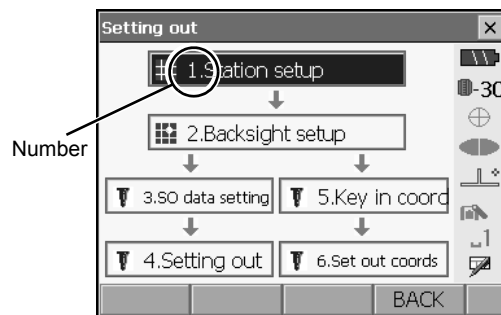 Setting out
1.Station setup
-30
2.Backsight setup
Number
3.SO data setting
5.Key in coord
4.Setting out
6.Set out coords
1
BACK